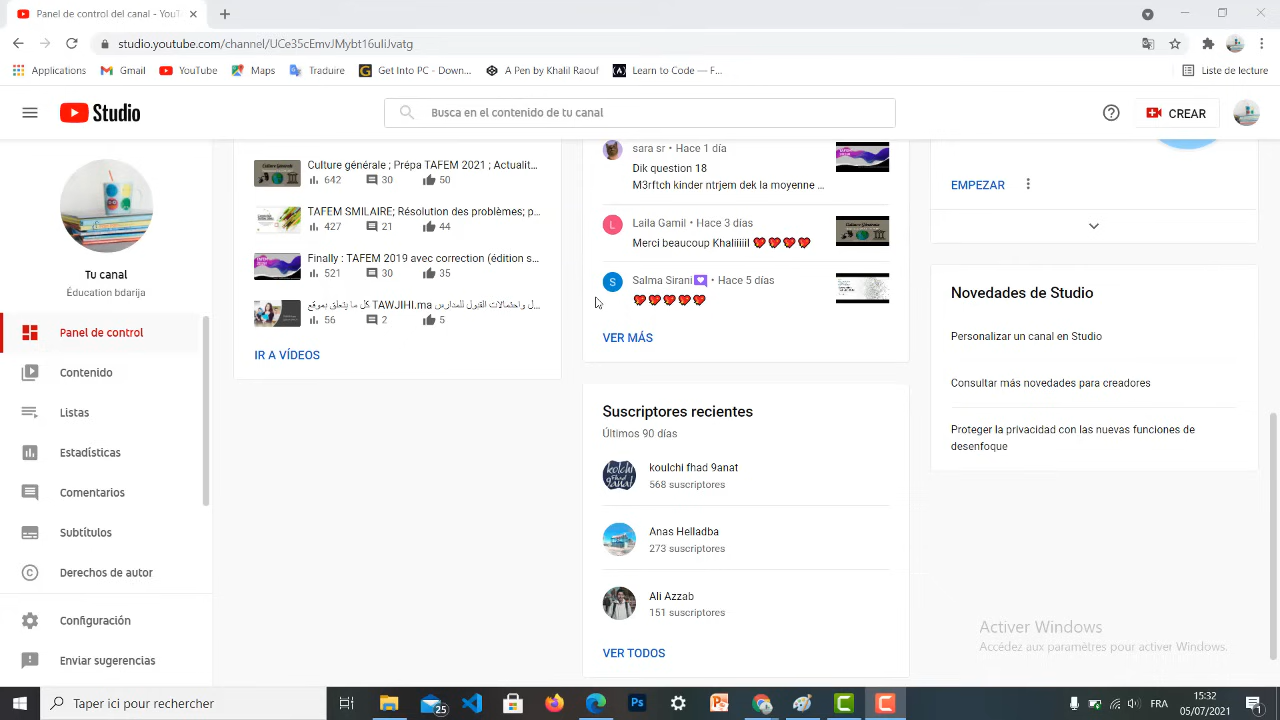 Panel de control del canal - YouT
studio.youtube.com/channel/UCe35cEmvJMybt16uliJvatg
Applications
Gmail
YouTube
Maps
Traduire
Get Into PC - Down...
A Pen by Khalil Raouf
Learn to Code — F...
Liste de lecture
Studio
Busca en el contenido de tu canal
CREAR
Tu canal
Éducation bdarija
Panel de control
Contenido
Listas
Estadísticas
Comentarios
Subtítulos
Derechos de autor
Configuración
Enviar sugerencias
Culture générale ; Prépa TAFEM 2021 ; Actualit...
642 30 50
TAFEM SMILAIRE; Résolution des problèmes; p...
427 21 44
Finally : TAFEM 2019 avec correction (édition s...
521 30 35
كل ما يتعلق بموقع TAWJIHI.ma ل واحتمالات القبول للمدارس...
56 2 5
IR A VÍDEOS
sara sr • Hace 1 día
Dik question 18
M3rftch kinder ntrjem dek la moyenne ...
Laila Gamil • Hace 3 días
Merci beaucoup Khaliiiiil ❤️❤️❤️❤️
Salma Sirani💟 • Hace 5 días
❤️❤️❤️❤️❤️
VER MÁS
Suscriptores recientes
Últimos 90 días
koulchi fhad 9anat
568 suscriptores
Anas Helladba
273 suscriptores
Ali Azzab
151 suscriptores
VER TODOS
EMPEZAR
Novedades de Studio
Personalizar un canal en Studio
Consultar más novedades para creadores
Proteger la privacidad con las nuevas funciones de
desenfoque
Activer Windows
Accédez aux paramètres pour activer Windows.
Taper ici pour rechercher
25
FRA
15:32
05/07/2021
1